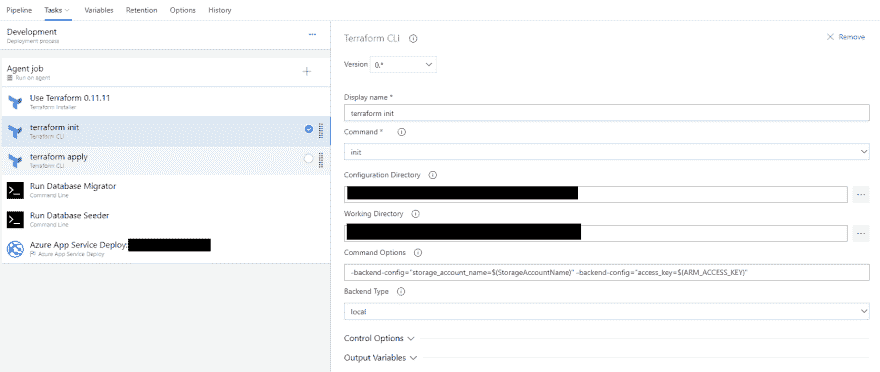 Pipeline Tasks Variables Retention Options History
Development
Deployment process
...
Agent job
Run on agent
Use Terraform 0.11.11
Terraform Installer
terraform init
Terraform CLI
terraform apply
Terraform CLI
Run Database Migrator
Command Line
Run Database Seeder
Command Line
Azure App Service Deploy:
Azure App Service Deploy
Terraform CLI
Remove
Version 0.*
Display name *
terraform init
Command *
init
Configuration Directory
...
Working Directory
...
Command Options
-backend-config="storage_account_name=$(StorageAccountName)" -backend-config="access_key=$(ARM_ACCESS_KEY)"
Backend Type
local
Control Options
Output Variables